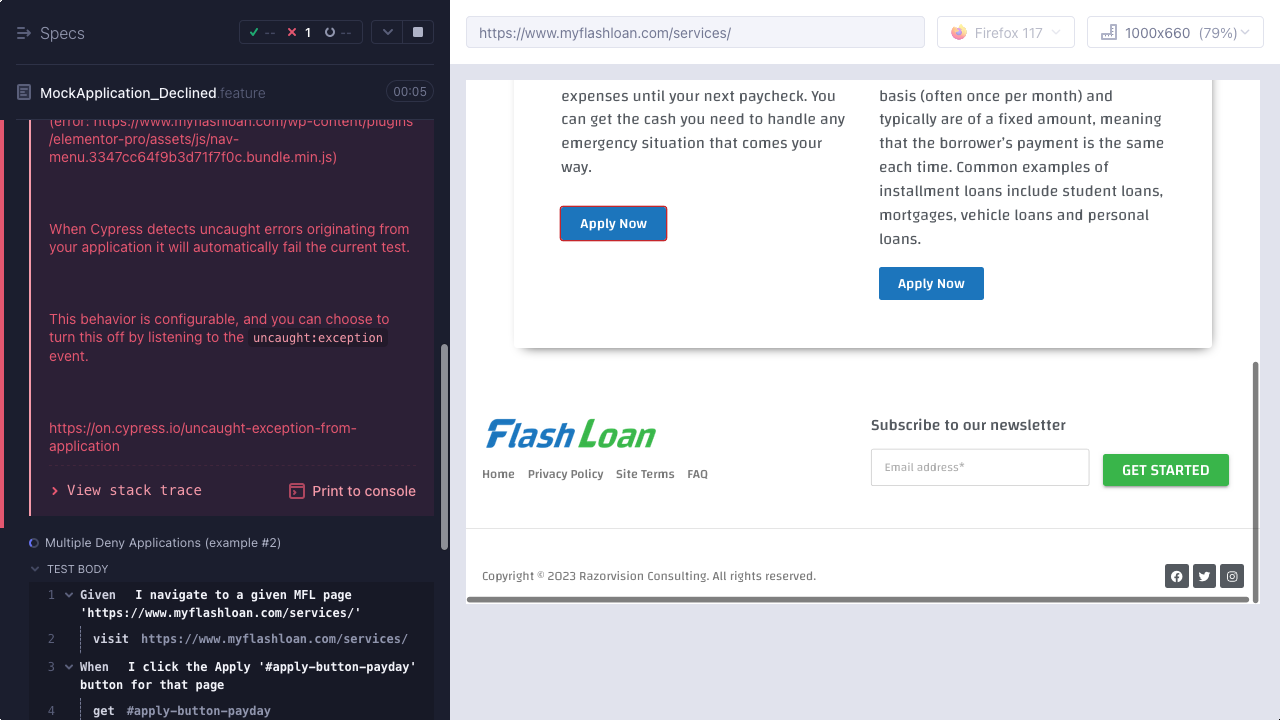 Specs
-- 1 --
MockApplication_Declined.feature 00:05
(error: https://www.myflashloan.com/wp-content/plugins
/elementor-pro/assets/js/nav-
menu.3347cc64f9b3d71f7f0c.bundle.min.js)
When Cypress detects uncaught errors originating from
your application it will automatically fail the current test.
This behavior is configurable, and you can choose to
turn this off by listening to the uncaught:exception
event.
https://on.cypress.io/uncaught-exception-from-
application
View stack trace Print to console
Multiple Deny Applications (example #2)
TEST BODY
1 Given I navigate to a given MFL page
'https://www.myflashloan.com/services/'
2 visit https://www.myflashloan.com/services/
3 When I click the Apply '#apply-button-payday'
button for that page
4 get #apply-button-payday
https://www.myflashloan.com/services/
Firefox 117
1000x660 (79%)
expenses until your next paycheck. You
can get the cash you need to handle any
emergency situation that comes your
way.
Apply Now
basis (often once per month) and
typically are of a fixed amount, meaning
that the borrower's payment is the same
each time. Common examples of
installment loans include student loans,
mortgages, vehicle loans and personal
loans.
Apply Now
Flash Loan
Home Privacy Policy Site Terms FAQ
Subscribe to our newsletter
Email address*
GET STARTED
Copyright © 2023 Razorvision Consulting. All rights reserved.